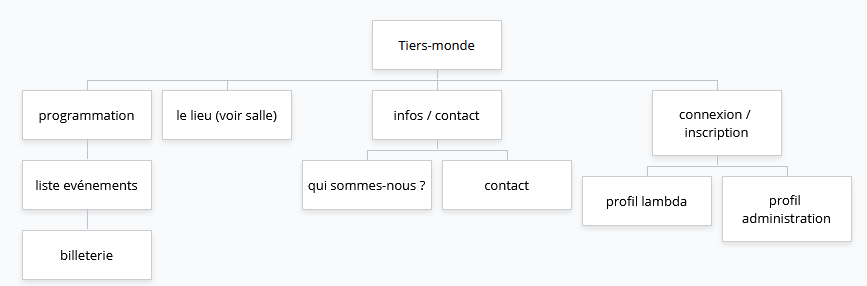 Tiers-monde
programmation
le lieu (voir salle)
infos / contact
connexion /
inscription
liste evénements
qui sommes-nous ?
contact
profil lambda
profil
administration
billeterie